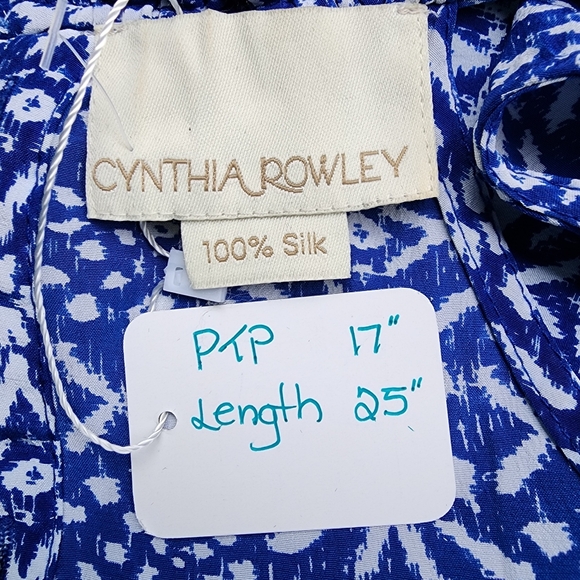 CYNTHIA ROWLEY
100% Silk
PTP 17"
Length 25"